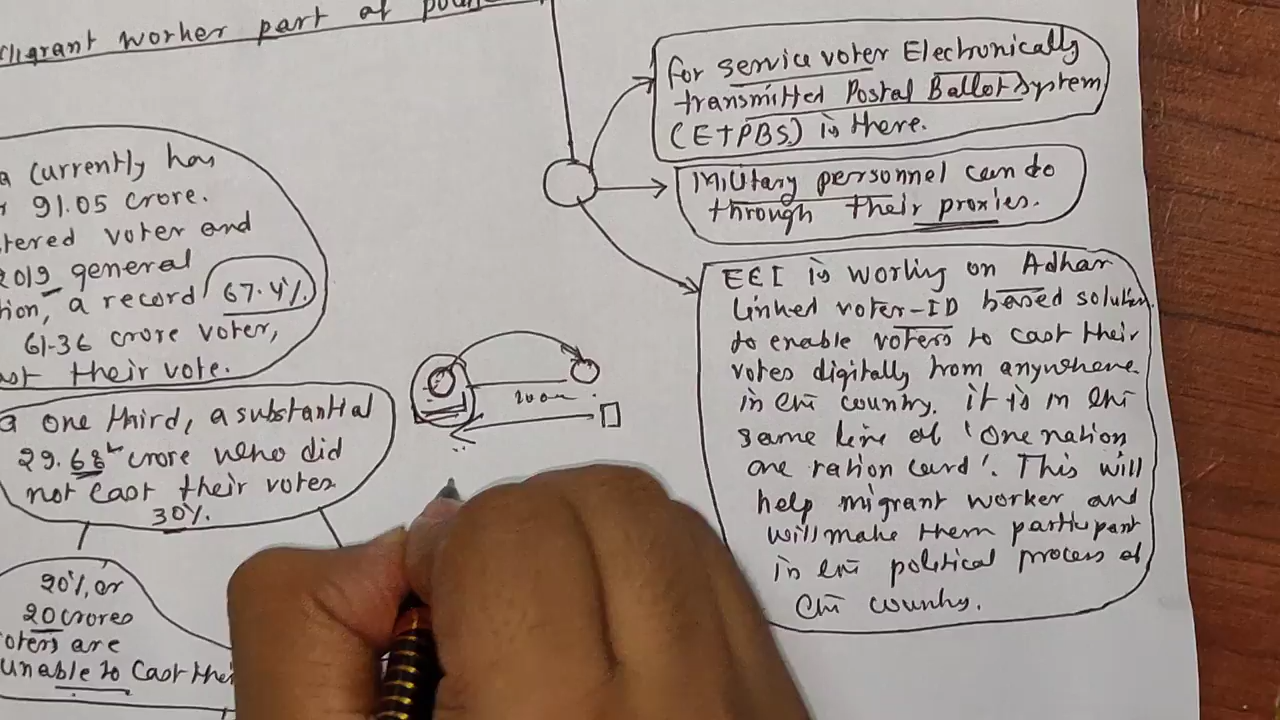 migrant worker part of
a currently has
91.05 crore.
tered voter and
2019 general
tion, a record 67.4%
61.36 crore voter,
ast their vote.
a one third, a substantial
29.68 crore who did
not cast their votes
30%.
20% or
20 crores
voters are
unable to cast thei
for service voter Electronically
transmitted Postal Ballot System
(ETPBS) is there.
Military personnel can do
through their proxies.
EEI is working on Adhar
linked voter-ID based solution
to enable voters to cast their
votes digitally from anywhere
in the country. it is in the
same line of 'One nation
one ration card'. This will
help migrant worker and
will make them participant
in the political process of
the country.